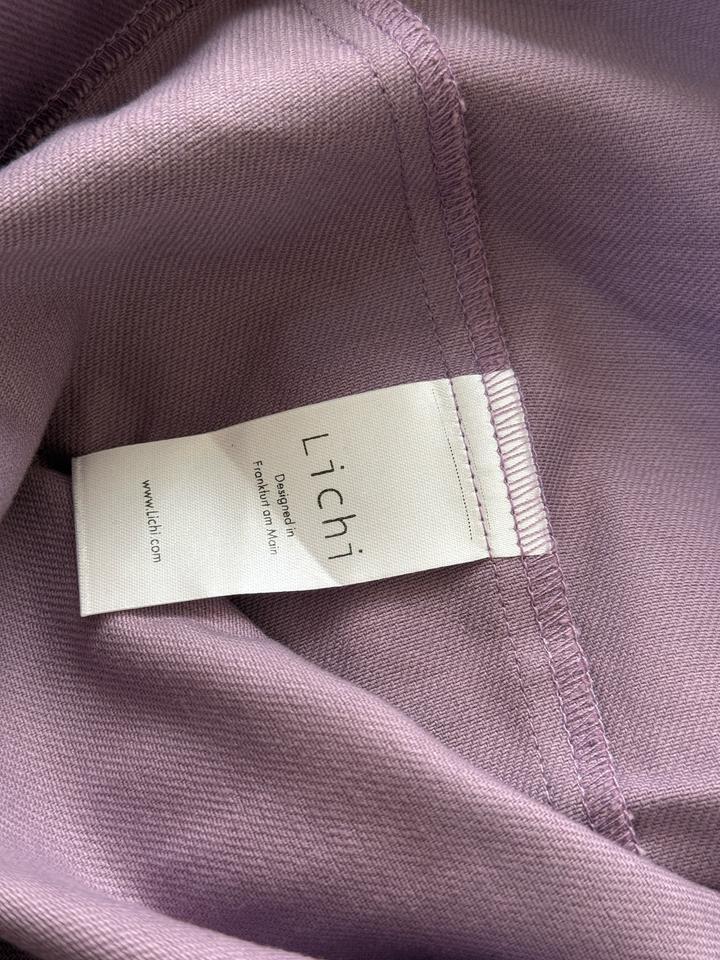 Lichi
Designed in
Frankfurt am Main
www.Lichi.com